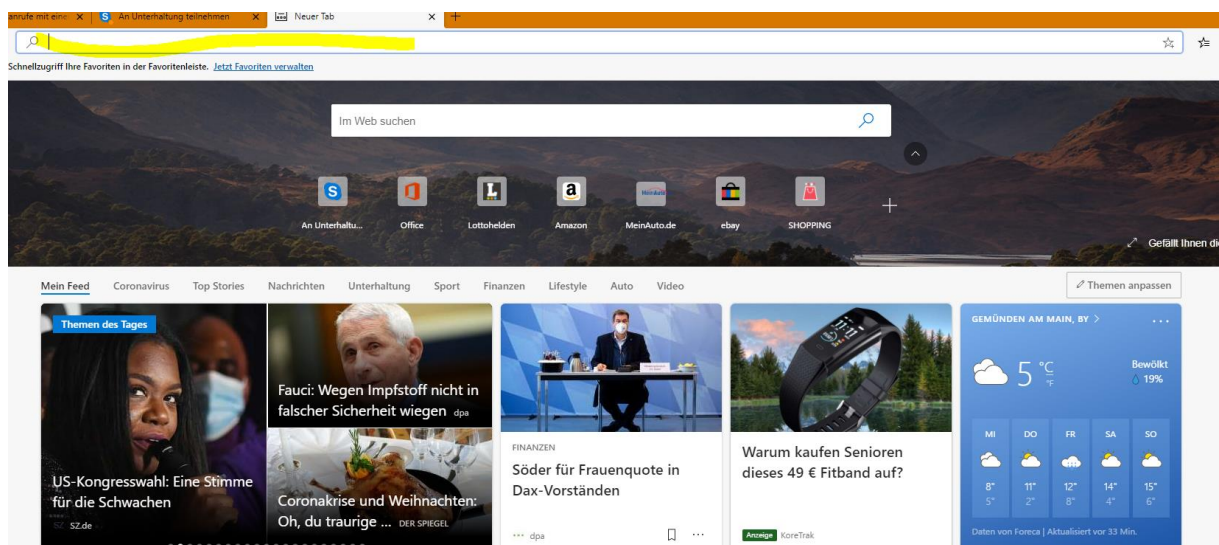 anrufe mit eine
An Unterhaltung teilnehmen
Neuer Tab
Schnellzugriff Ihre Favoriten in der Favoritenleiste. Jetzt Favoriten verwalten
Im Web suchen
An Unterhaltu...
Office
Lottohelden
Amazon
MeinAuto.de
ebay
SHOPPING
Gefällt Ihnen di
Mein Feed
Coronavirus
Top Stories
Nachrichten
Unterhaltung
Sport
Finanzen
Lifestyle
Auto
Video
Themen anpassen
Themen des Tages
US-Kongresswahl: Eine Stimme
für die Schwachen
SZ SZ.de
Fauci: Wegen Impfstoff nicht in
falscher Sicherheit wiegen dpa
Coronakrise und Weihnachten:
Oh, du traurige ... DER SPIEGEL
FINANZEN
Söder für Frauenquote in
Dax-Vorständen
dpa
11:11
Warum kaufen Senioren
dieses 49 € Fitband auf?
Anzeige KoreTrak
GEMÜNDEN AM MAIN, BY
5 °C
°F
Bewölkt
19%
MI DO FR SA SO
8° 11° 12° 14° 15°
5° 2° 8° 4° 6°
Daten von Foreca | Aktualisiert vor 33 Min.